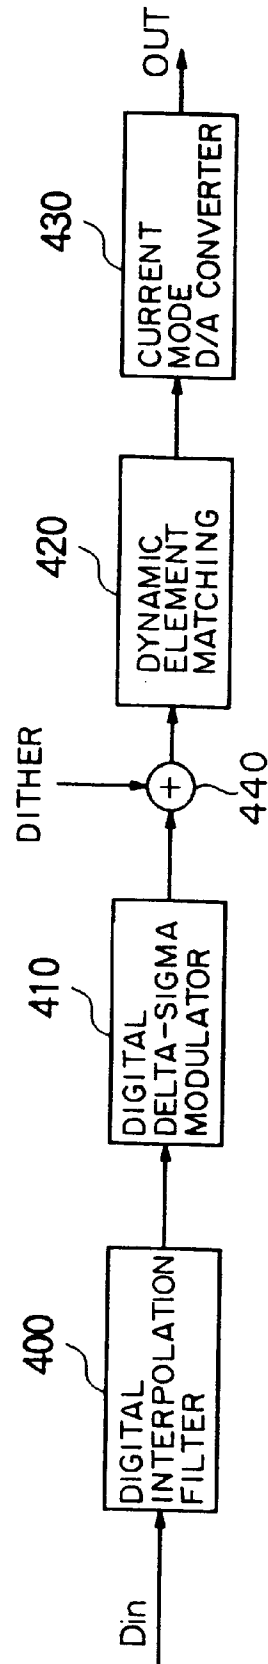 Din
400
DIGITAL
INTERPOLATION
FILTER
410
DIGITAL
DELTA-SIGMA
MODULATOR
DITHER
+
440
420
DYNAMIC
ELEMENT
MATCHING
430
CURRENT
MODE
D/A CONVERTER
OUT